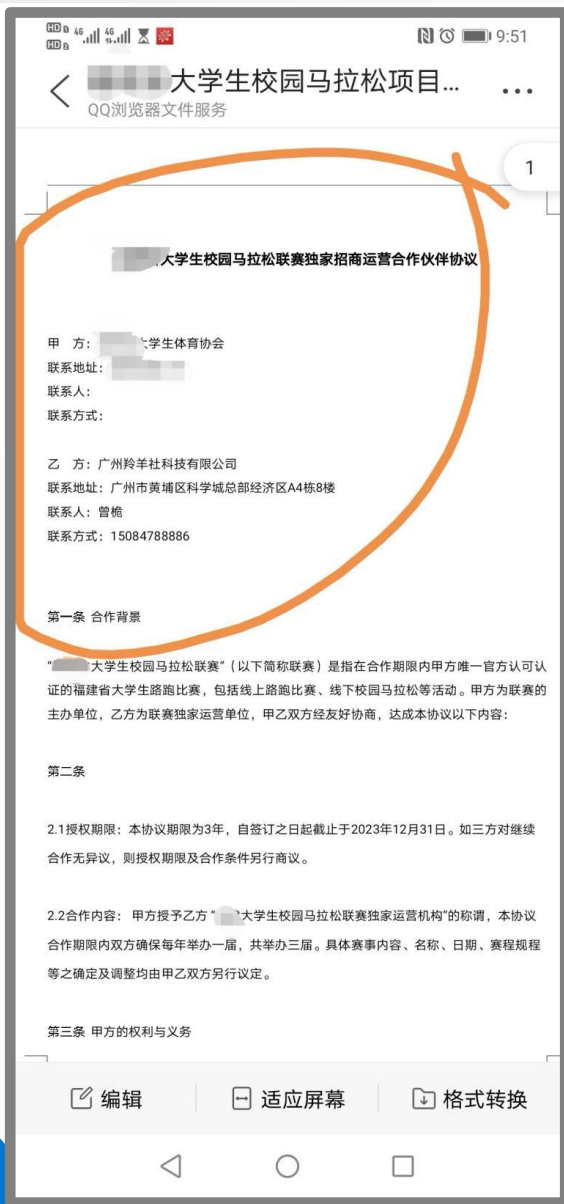 HD 46 46 9:51
HD
大学生校园马拉松项目...
QQ浏览器文件服务
1
大学生校园马拉松联赛独家招商运营合作伙伴协议
甲 方: 大学生体育协会
联系地址:
联系人:
联系方式:
乙 方: 广州羚羊社科技有限公司
联系地址: 广州市黄埔区科学城总部经济区A4栋8楼
联系人: 曾桅
联系方式: 15084788886
第一条 合作背景
“ 大学生校园马拉松联赛”(以下简称联赛)是指在合作期限内甲方唯一官方认可认
证的福建省大学生路跑比赛, 包括线上路跑比赛、线下校园马拉松等活动。甲方为联赛的
主办单位, 乙方为联赛独家运营单位, 甲乙双方经友好协商, 达成本协议以下内容:
第二条
2.1授权期限: 本协议期限为3年, 自签订之日起截止于2023年12月31日。如三方对继续
合作无异议, 则授权期限及合作条件另行商议。
2.2合作内容: 甲方授予乙方“ 大学生校园马拉松联赛独家运营机构”的称谓, 本协议
合作期限内双方确保每年举办一届, 共举办三届。具体赛事内容、名称、日期、赛程规程
等之确定及调整均由甲乙双方另行议定。
第三条 甲方的权利与义务
编辑 适应屏幕 格式转换